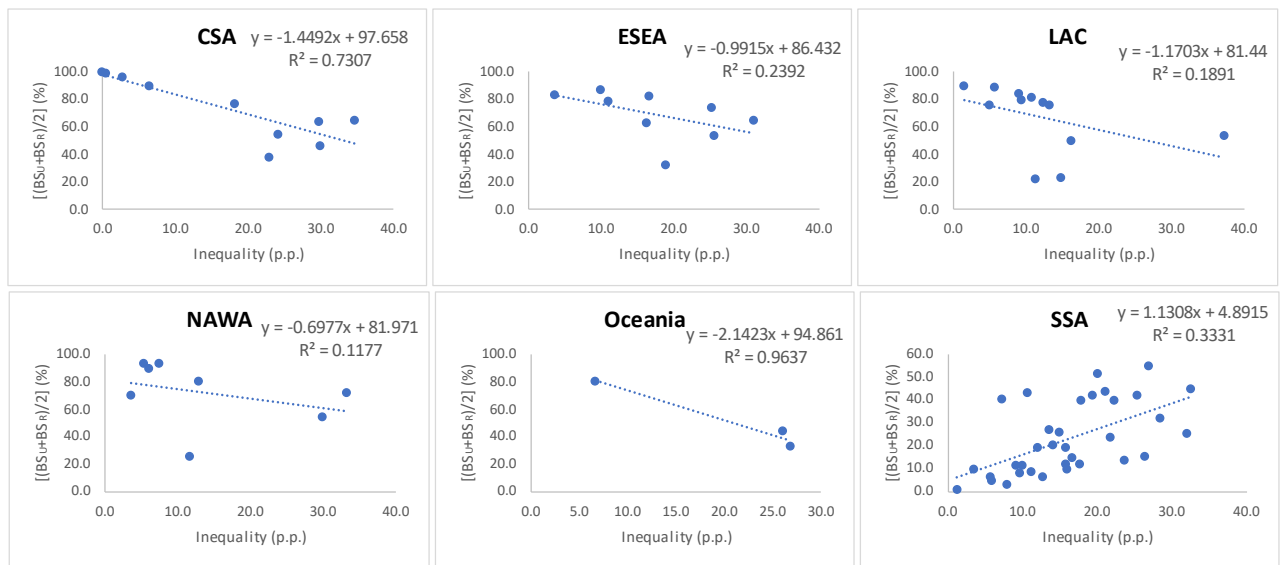 CSA
y = -1.4492x + 97.658
R² = 0.7307
[(BSU+BSR)/2] (%)
100.0
80.0
60.0
40.0
20.0
0.0
0.0 10.0 20.0 30.0 40.0
Inequality (p.p.)
ESEA
y = -0.9915x + 86.432
R² = 0.2392
[(BSU+BSR)/2] (%)
100.0
80.0
60.0
40.0
20.0
0.0
0.0 10.0 20.0 30.0 40.0
Inequality (p.p.)
LAC
y = -1.1703x + 81.44
R² = 0.1891
[(BSU+BSR)/2] (%)
100.0
80.0
60.0
40.0
20.0
0.0
0.0 10.0 20.0 30.0 40.0
Inequality (p.p.)
NAWA
y = -0.6977x + 81.971
R² = 0.1177
[(BSU+BSR)/2] (%)
100.0
80.0
60.0
40.0
20.0
0.0
0.0 10.0 20.0 30.0 40.0
Inequality (p.p.)
Oceania
y = -2.1423x + 94.861
R² = 0.9637
[(BSU+BSR)/2] (%)
100.0
80.0
60.0
40.0
20.0
0.0
0.0 5.0 10.0 15.0 20.0 25.0 30.0
Inequality (p.p.)
SSA
y = 1.1308x + 4.8915
R² = 0.3331
[(BSU+BSR)/2] (%)
60.0
50.0
40.0
30.0
20.0
10.0
0.0
0.0 10.0 20.0 30.0 40.0
Inequality (p.p.)